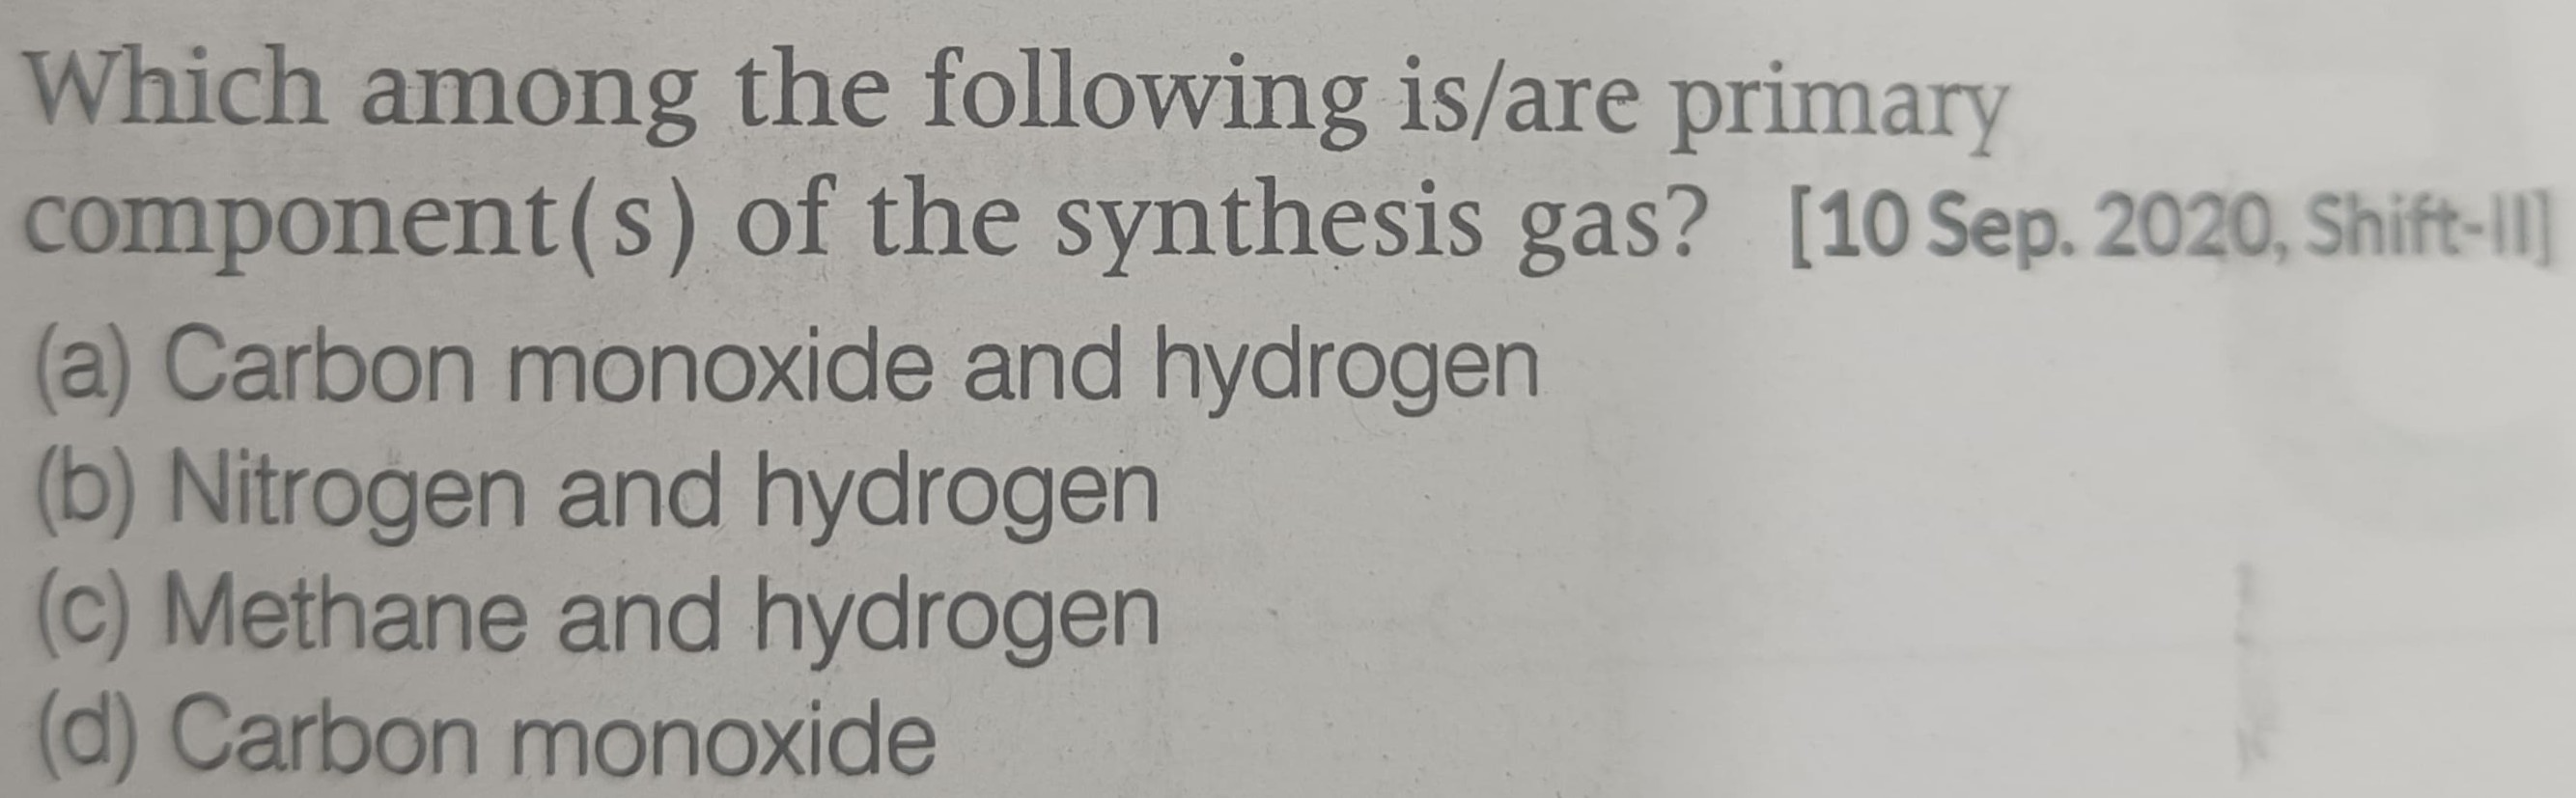 Which among the following is/are primary
component(s) of the synthesis gas? [10 Sep. 2020, Shift-II]
(a) Carbon monoxide and hydrogen
(b) Nitrogen and hydrogen
(c) Methane and hydrogen
(d) Carbon monoxide